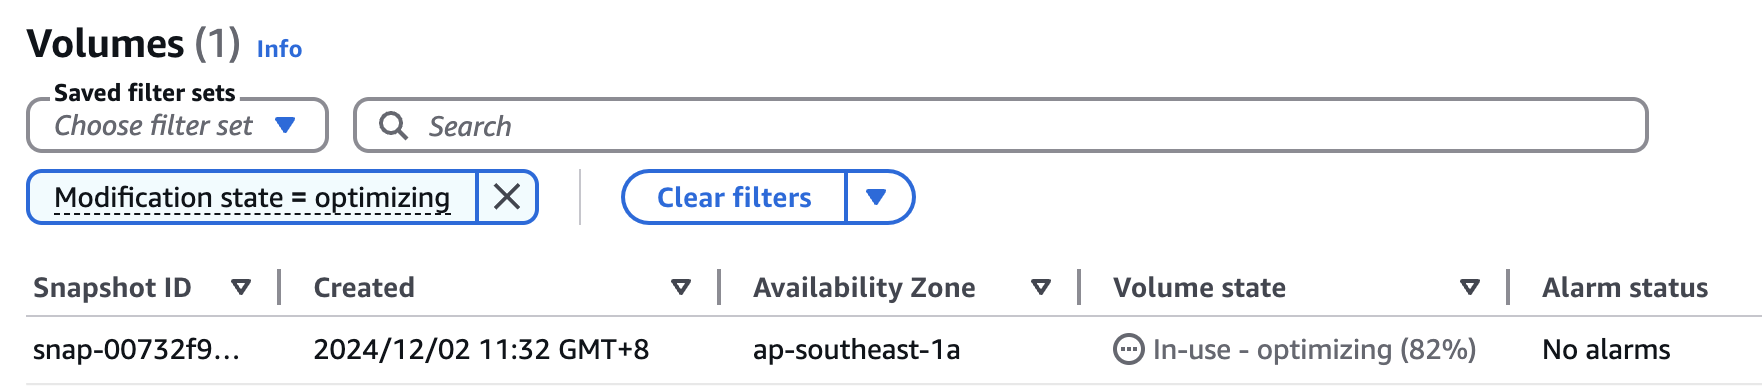 Volumes (1) Info
Saved filter sets
Choose filter set
Search
Modification state = optimizing
Clear filters
Snapshot ID Created Availability Zone Volume state Alarm status
snap-00732f9... 2024/12/02 11:32 GMT+8 ap-southeast-1a In-use - optimizing (82%) No alarms